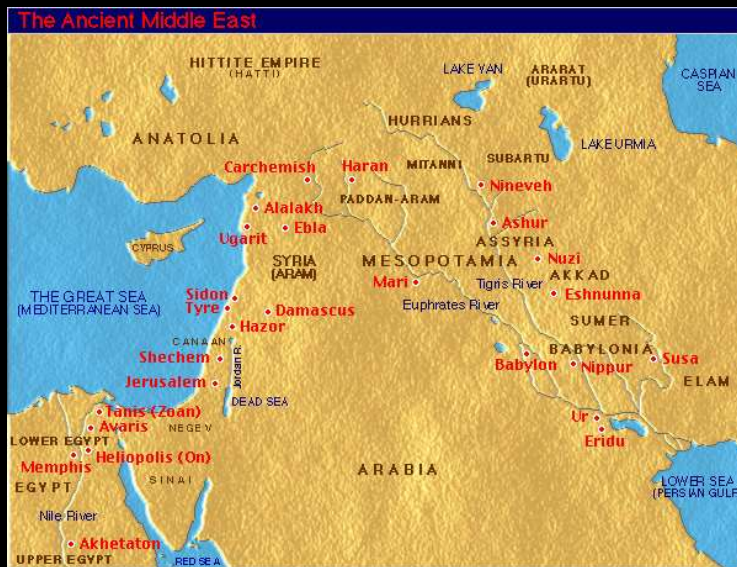 The Ancient Middle East
HITTITE EMPIRE
(HATTI)
LAKE VAN
ARARAT
(URARTU)
CASPIAN
SEA
HURRIANS
ANATOLIA
LAKE URMIA
MITANNI
SUBARTU
Carchemish
Haran
Nineveh
PADDAN-ARAM
Alalakh
Ashur
Ugarit
Ebla
CYPRUS
ASSYRIA
SYRIA
(ARAM)
MESOPOTAMIA
Nuzi
AKKAD
Mari
Tigris River
Eshnunna
THE GREAT SEA
(MEDITERRANEAN SEA)
Sidon
Tyre
Damascus
Euphrates River
SUMER
Hazor
CANAAN
BABYLONIA
Shechem
Babylon
Nippur
Susa
Jordan R.
Jerusalem
ELAM
DEAD SEA
Tanis (Zoan)
Avaris
NEGEV
Ur
Eridu
LOWER EGYPT
Heliopolis (On)
Memphis
ARABIA
SINAI
EGYPT
LOWER SEA
(PERSIAN GULF
Nile River
Akhetaton
UPPER EGYPT
RED SEA